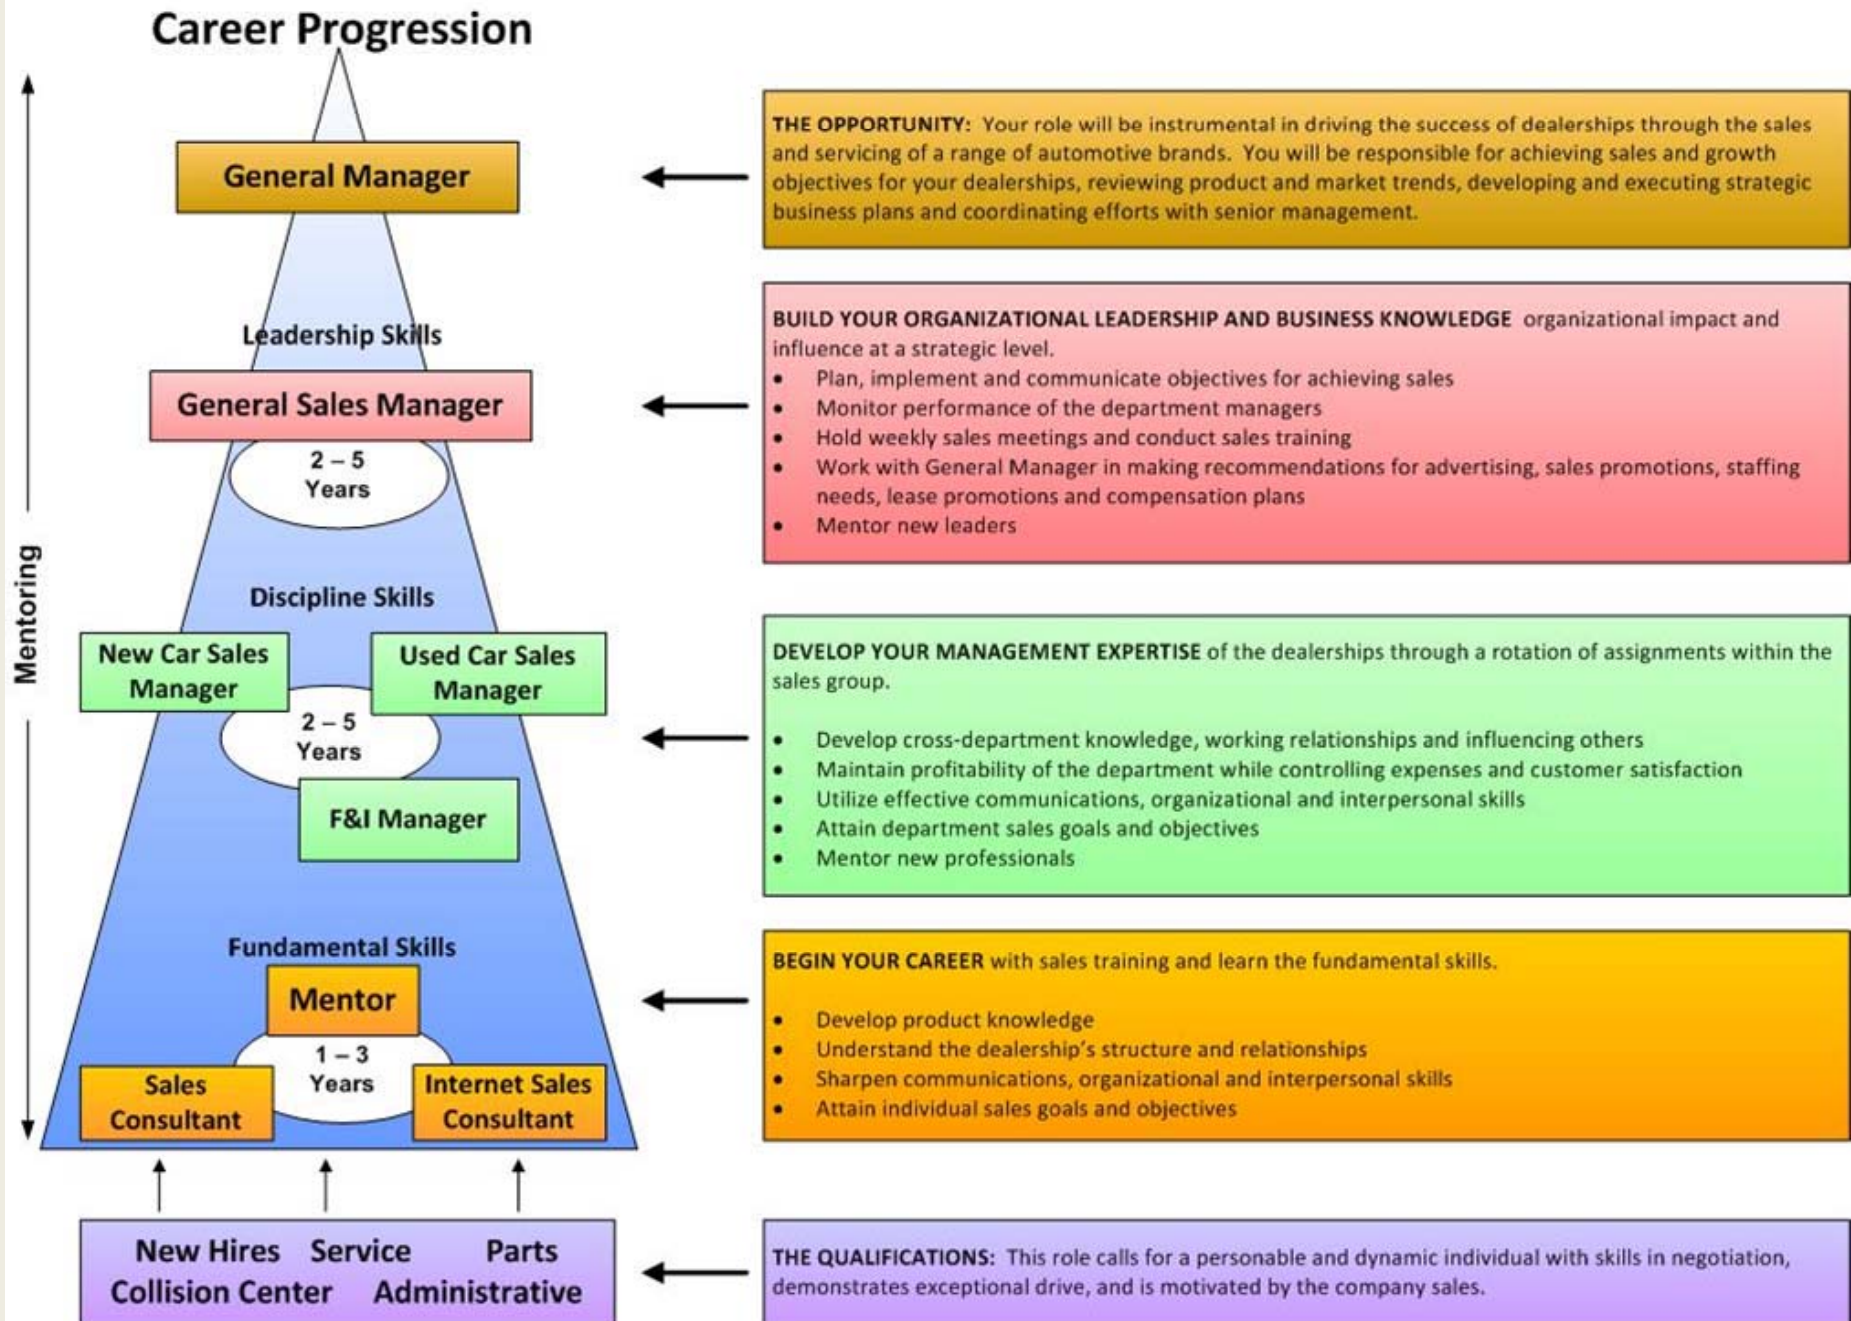 Career Progression
General Manager
Leadership Skills
General Sales Manager
2 – 5
Years
Discipline Skills
New Car Sales
Manager
Used Car Sales
Manager
2 – 5
Years
F&I Manager
Fundamental Skills
Mentor
1 – 3
Years
Sales
Consultant
Internet Sales
Consultant
New Hires Service Parts
Collision Center Administrative
Mentoring
THE OPPORTUNITY: Your role will be instrumental in driving the success of dealerships through the sales
and servicing of a range of automotive brands. You will be responsible for achieving sales and growth
objectives for your dealerships, reviewing product and market trends, developing and executing strategic
business plans and coordinating efforts with senior management.
BUILD YOUR ORGANIZATIONAL LEADERSHIP AND BUSINESS KNOWLEDGE organizational impact and
influence at a strategic level.
• Plan, implement and communicate objectives for achieving sales
• Monitor performance of the department managers
• Hold weekly sales meetings and conduct sales training
• Work with General Manager in making recommendations for advertising, sales promotions, staffing
needs, lease promotions and compensation plans
• Mentor new leaders
DEVELOP YOUR MANAGEMENT EXPERTISE of the dealerships through a rotation of assignments within the
sales group.
• Develop cross-department knowledge, working relationships and influencing others
• Maintain profitability of the department while controlling expenses and customer satisfaction
• Utilize effective communications, organizational and interpersonal skills
• Attain department sales goals and objectives
• Mentor new professionals
BEGIN YOUR CAREER with sales training and learn the fundamental skills.
• Develop product knowledge
• Understand the dealership's structure and relationships
• Sharpen communications, organizational and interpersonal skills
• Attain individual sales goals and objectives
THE QUALIFICATIONS: This role calls for a personable and dynamic individual with skills in negotiation,
demonstrates exceptional drive, and is motivated by the company sales.